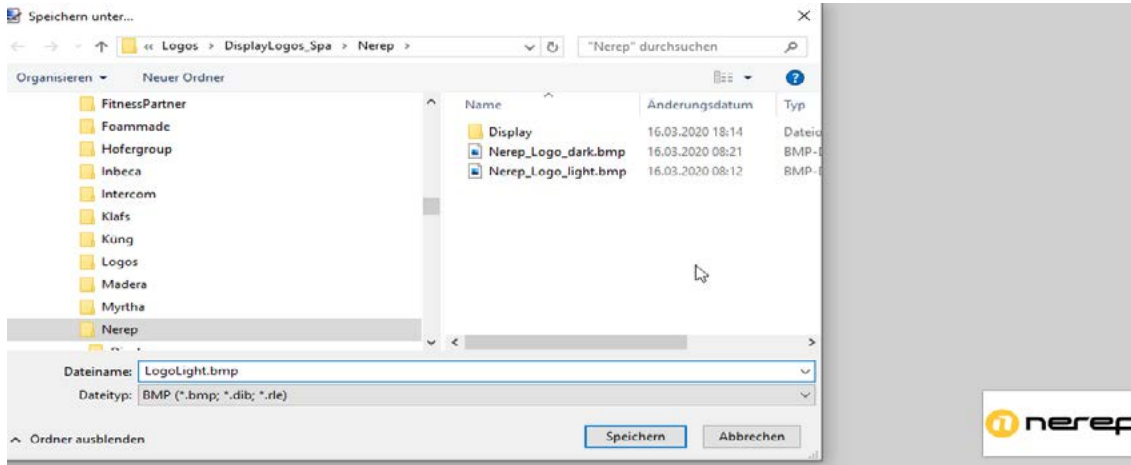 Speichern unter...
« Logos > DisplayLogos_Spa > Nerep >
"Nerep" durchsuchen
Organisieren
Neuer Ordner
FitnessPartner
Foammade
Hofergroup
Inbeca
Intercom
Klafs
Küng
Logos
Madera
Myrtha
Nerep
Name Änderungsdatum Typ
Display 16.03.2020 18:14 Dateio
Nerep_Logo_dark.bmp 16.03.2020 08:21 BMP-D
Nerep_Logo_light.bmp 16.03.2020 08:12 BMP-D
Dateiname: LogoLight.bmp
Dateityp: BMP (*.bmp; *.dib; *.rle)
Ordner ausblenden
Speichern
Abbrechen
nerep